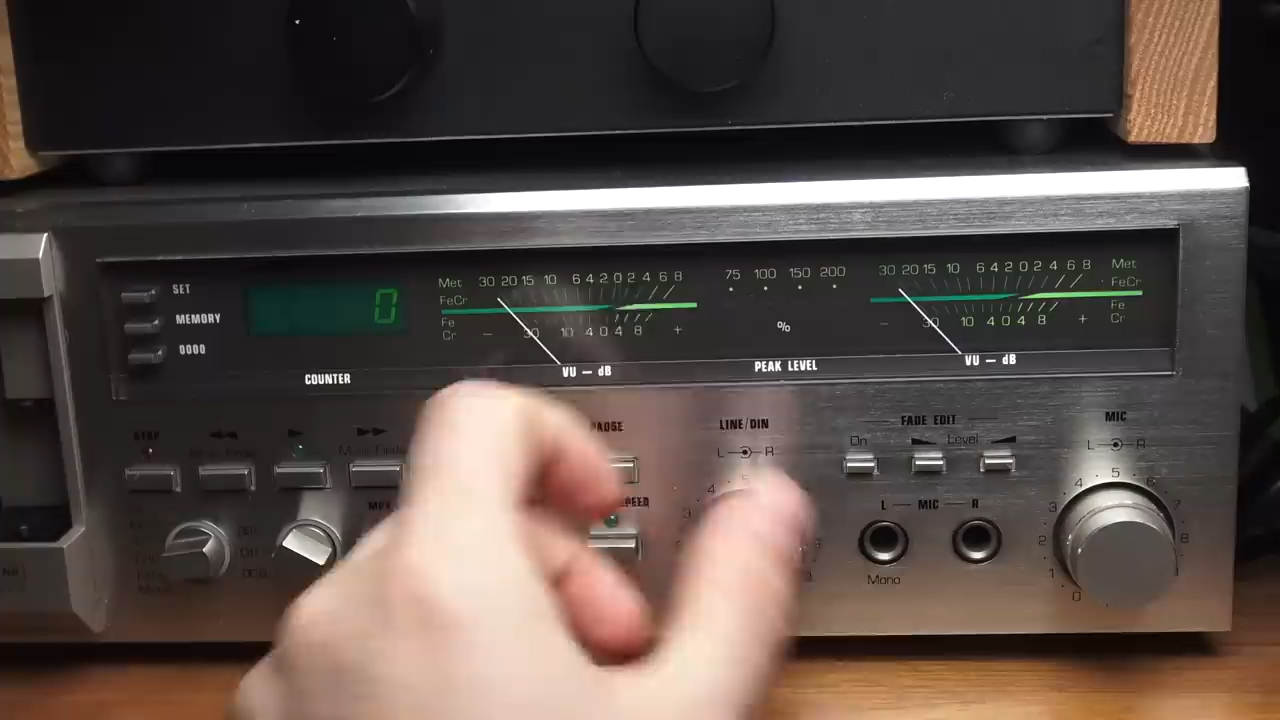 SET
MEMORY
0000
0
COUNTER
Met
FeCr
Fe
Cr
30 20 15 10 6 4 2 0 2 4 6 8
− 30 10 4 0 4 8 +
VU — dB
75 100 150 200
%
PEAK LEVEL
30 20 15 10 6 4 2 0 2 4 6 8
− 30 10 4 0 4 8 +
VU — dB
Met
FeCr
Fe
Cr
STOP
LINE/DIN
L R
4 5
3
FADE EDIT
On Level
L — MIC — R
Mono
MIC
L R
0 1 2 3 4 5 6 7 8